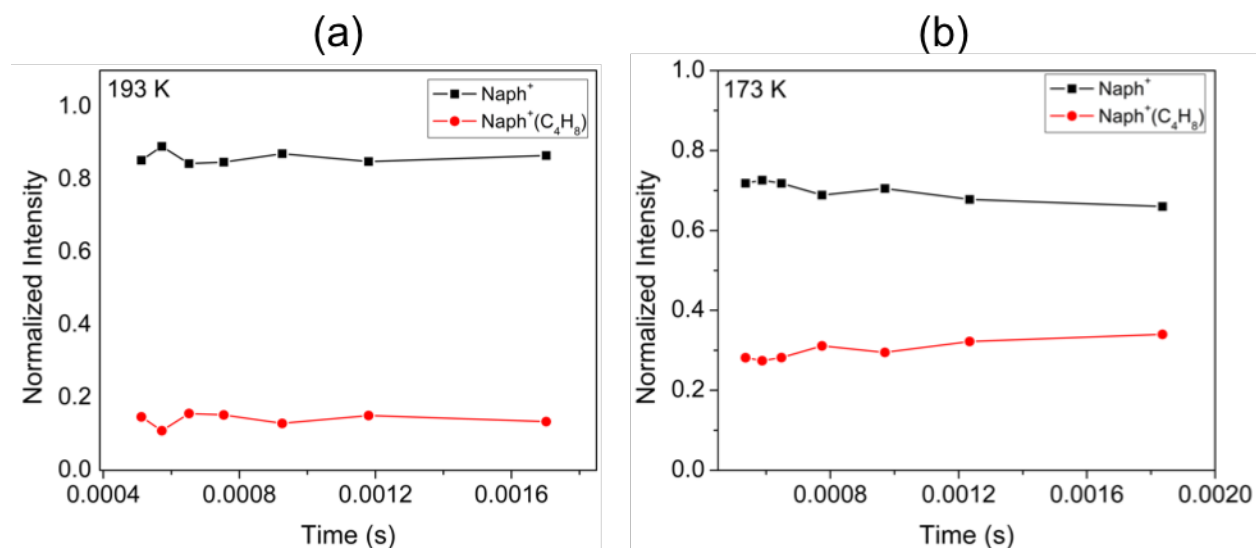 (a)
193 K
Naph⁺
Naph⁺(C₄H₈)
Normalized Intensity
1.0
0.8
0.6
0.4
0.2
0.0
0.0004
0.0008
0.0012
0.0016
Time (s)
(b)
173 K
Naph⁺
Naph⁺(C₄H₈)
Normalized Intensity
1.0
0.8
0.6
0.4
0.2
0.0
0.0008
0.0012
0.0016
0.0020
Time (s)